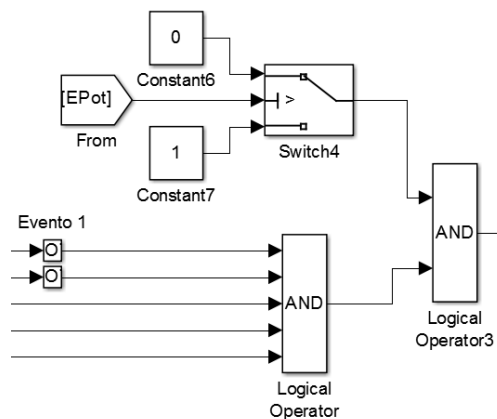 0
Constant6
[EPot]
>
From
Switch4
1
Constant7
Evento 1
AND
O
O
AND
Logical
Operator3
Logical
Operator